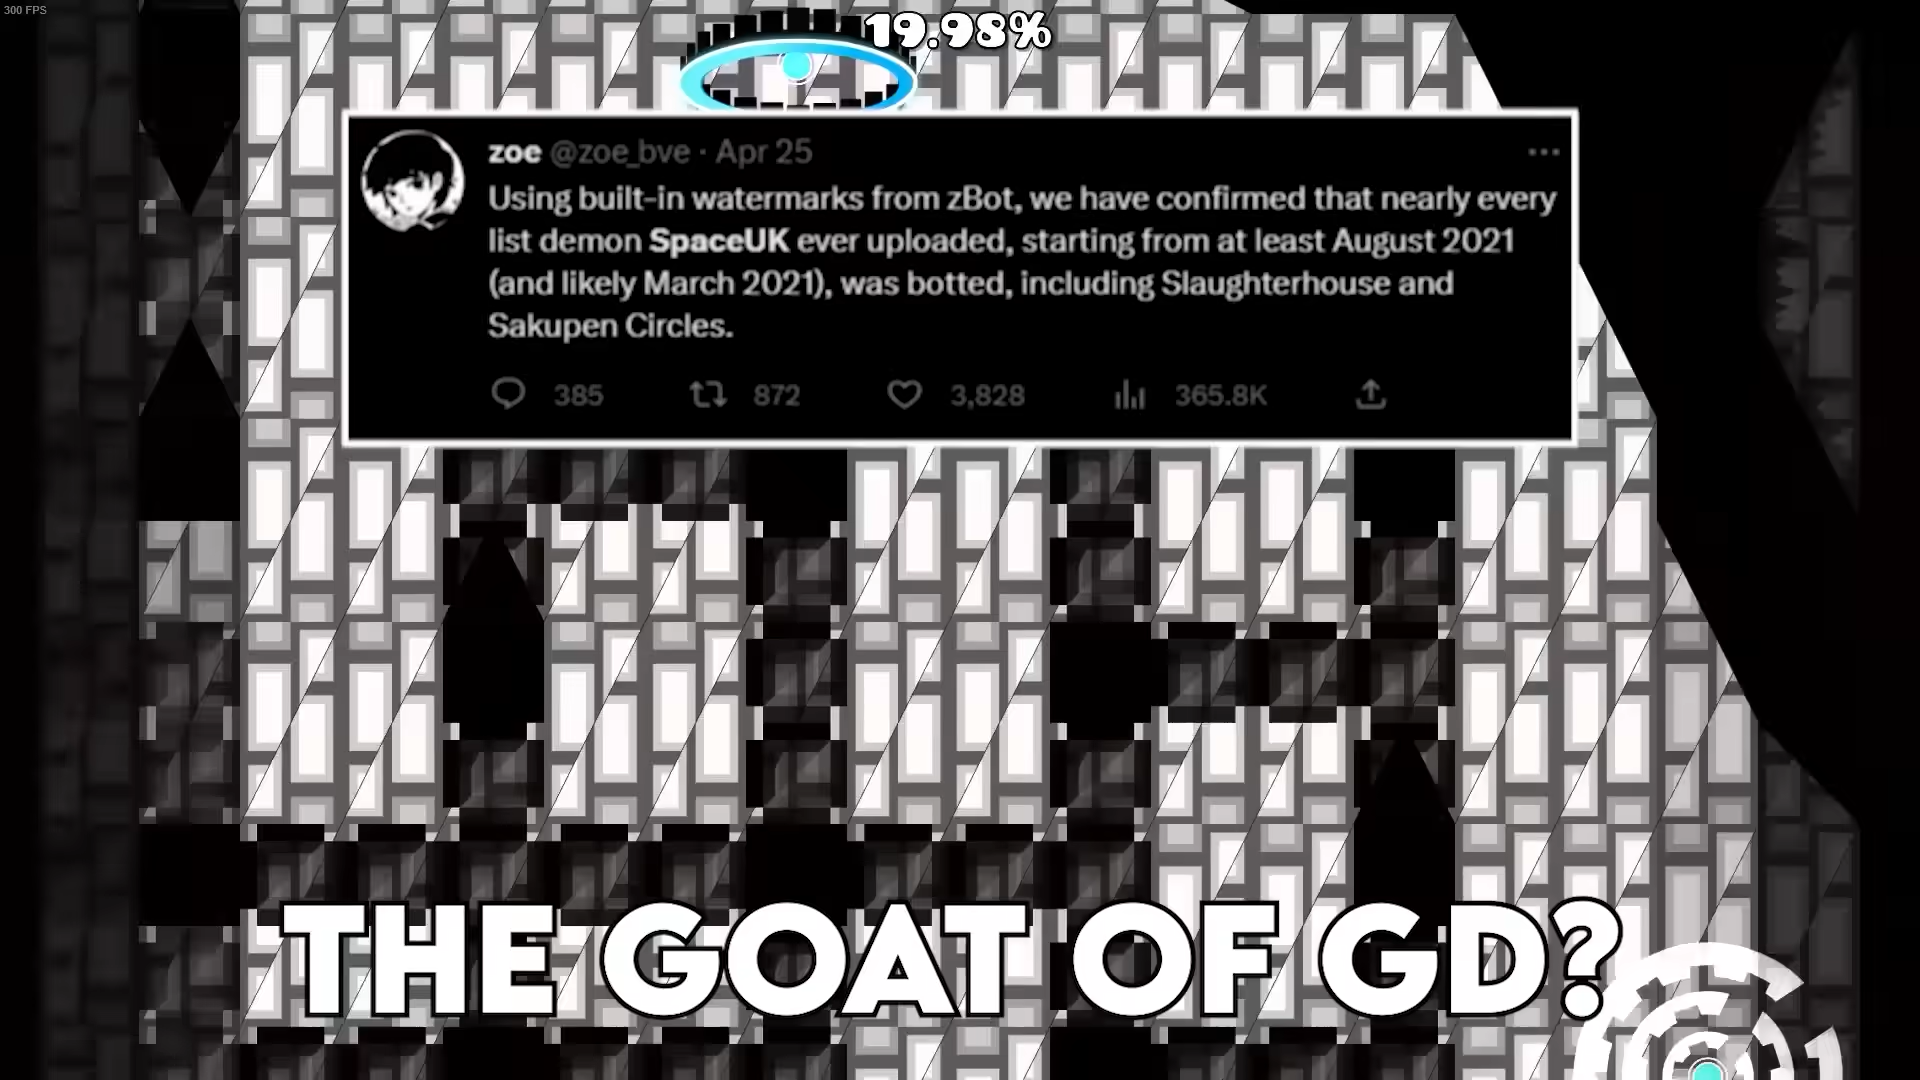 300 FPS
19.98%
zoe @zoe_bve · Apr 25
Using built-in watermarks from zBot, we have confirmed that nearly every
list demon SpaceUK ever uploaded, starting from at least August 2021
(and likely March 2021), was botted, including Slaughterhouse and
Sakupen Circles.
385 872 3,828 365.8K
THE GOAT OF GD?